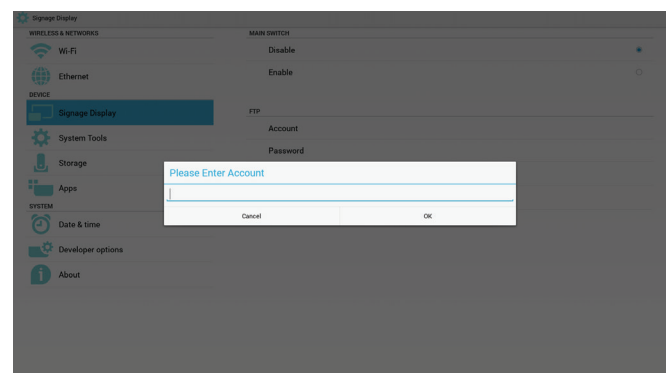 Signage Display
WIRELESS & NETWORKS
Wi-Fi
Ethernet
DEVICE
Signage Display
System Tools
Storage
Apps
SYSTEM
Date & time
Developer options
About
MAIN SWITCH
Disable
Enable
FTP
Account
Password
Please Enter Account
Cancel OK